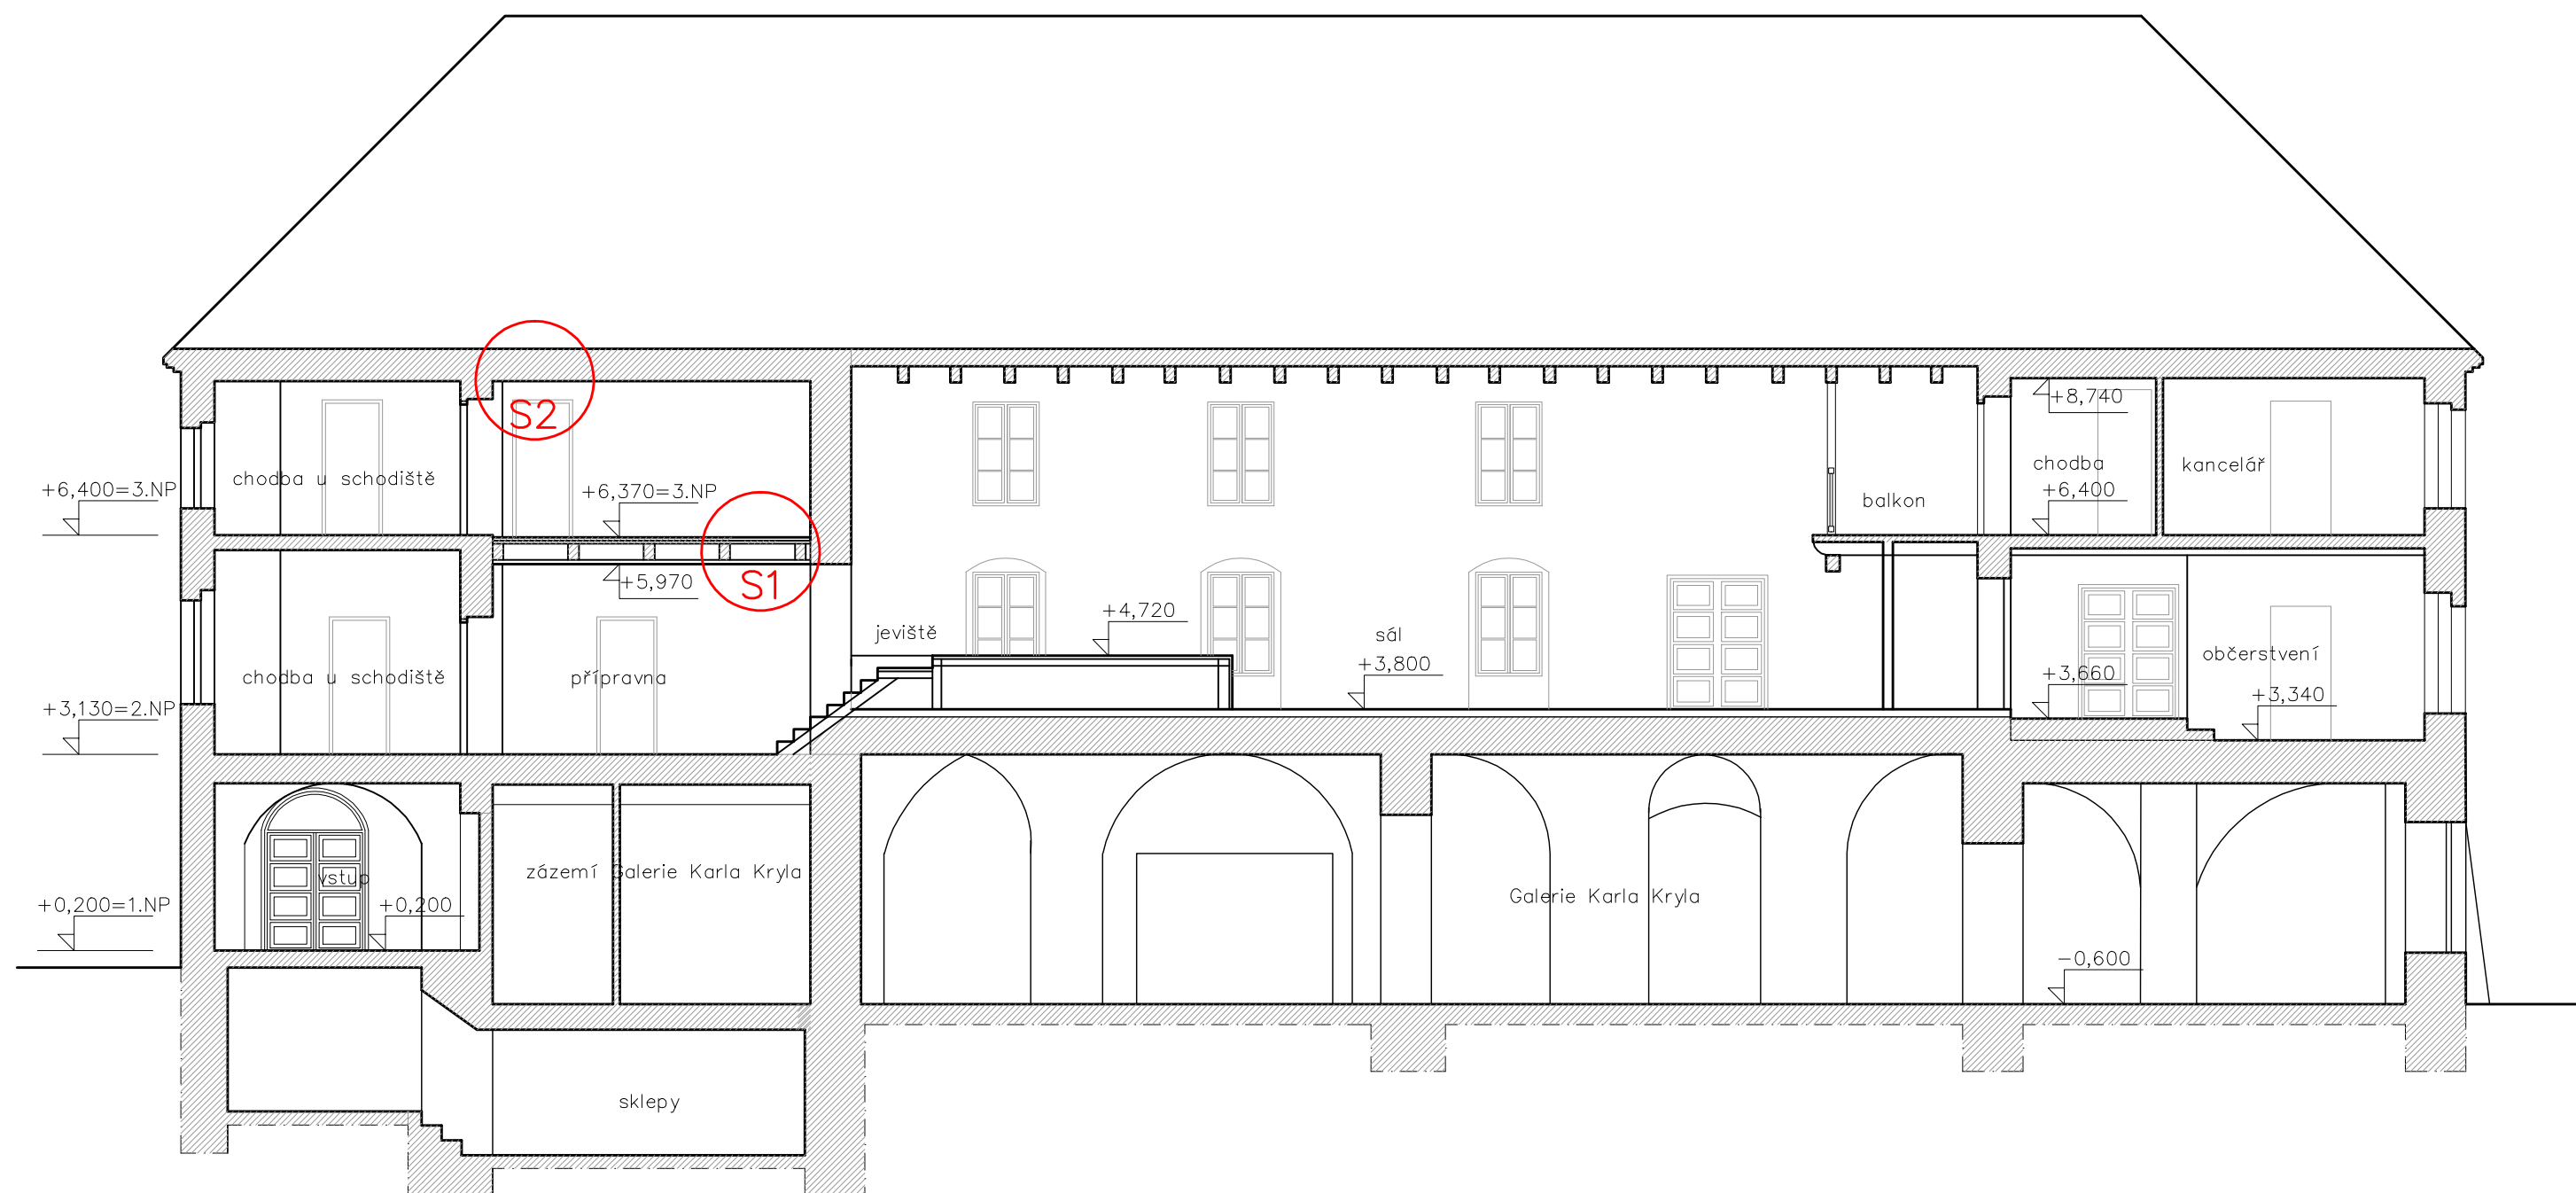 S2
+8,740
chodba u schodiště
chodba
kancelář
+6,400=3.NP
+6,370=3.NP
+6,400
balkon
+5,970
S1
+4,720
jeviště
sál
+3,800
občerstvení
chodba u schodiště
přípravna
+3,660
+3,340
+3,130=2.NP
vstup
zázemí Galerie Karla Kryla
Galerie Karla Kryla
+0,200=1.NP
+0,200
-0,600
sklepy